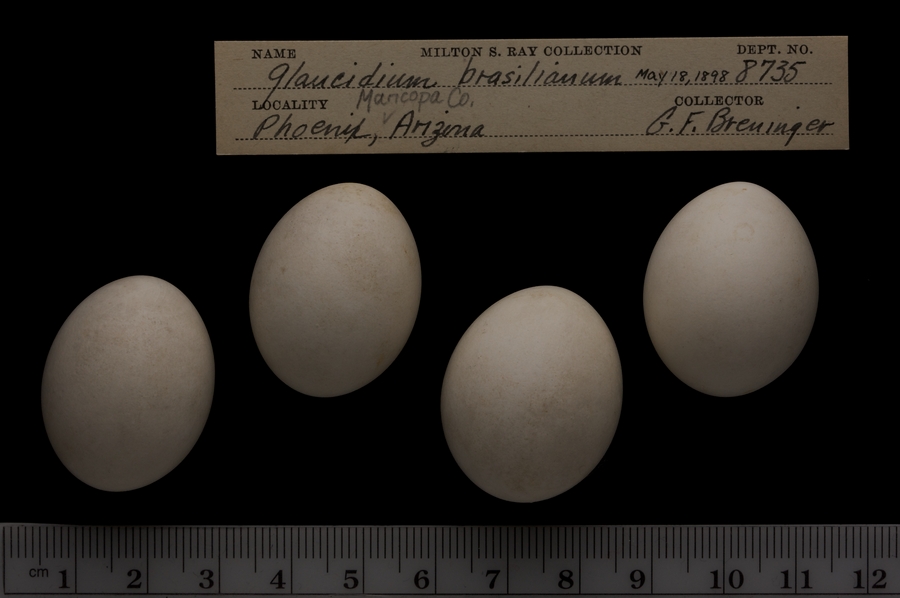 NAME MILTON S. RAY COLLECTION DEPT. NO.
Glaucidium brasilianum May 18, 1898 8735
LOCALITY Maricopa Co. COLLECTOR
Phoenix, Arizona G. F. Breninger
cm 1 2 3 4 5 6 7 8 9 10 11 12